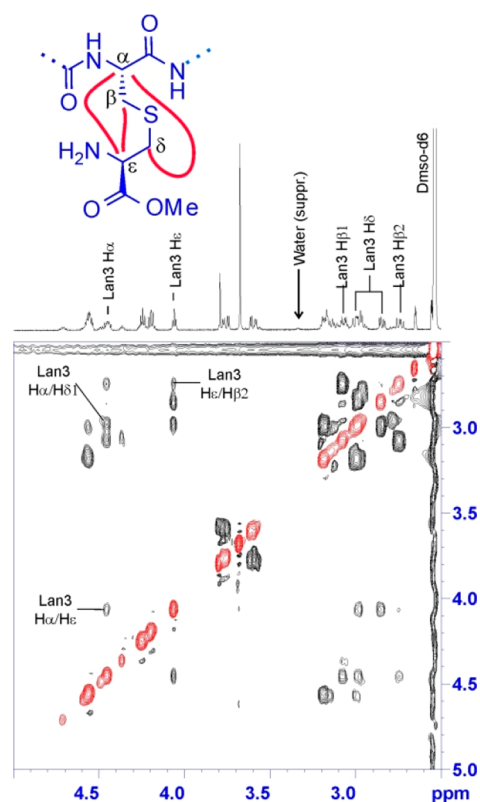 H
N
α
O
O
N
H
β
S
H₂N
δ
ε
O
OMe
Lan3 Hα
Lan3 Hε
Water (suppr.)
Lan3 Hβ1
Lan3 Hδ
Lan3 Hβ2
Dmso-d6
Lan3
Hα/Hδ1
Lan3
Hε/Hβ2
3.0
3.5
Lan3
Hα/Hε
4.0
4.5
5.0
4.5 4.0 3.5 3.0 ppm